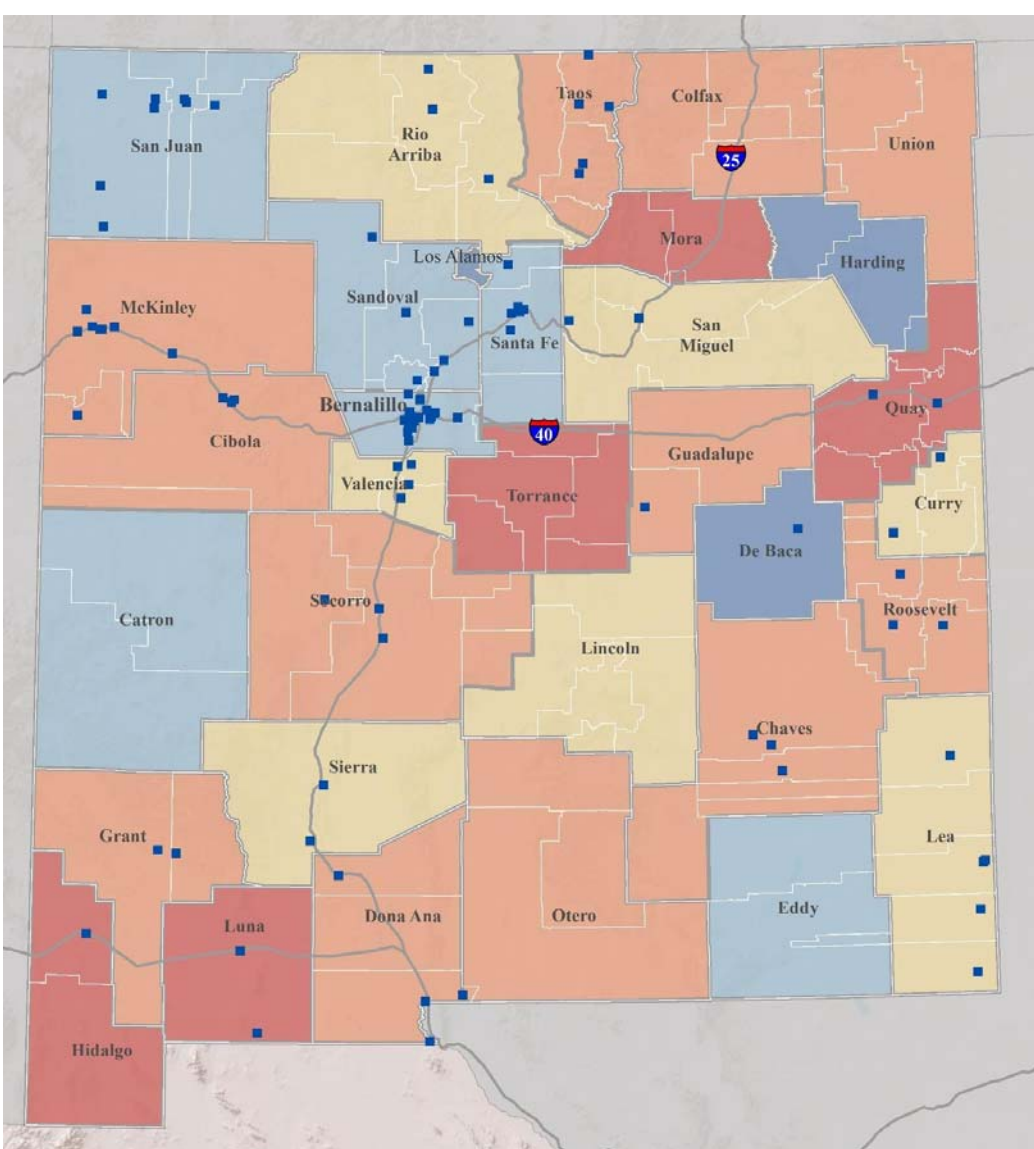 Taos
Colfax
San Juan
Rio
Arriba
Union
25
Mora
Los Alamos
Harding
McKinley
Sandoval
Santa Fe
San
Miguel
Bernalillo
Quay
40
Cibola
Guadalupe
Valencia
Torrance
Curry
De Baca
Socorro
Roosevelt
Catron
Lincoln
Chaves
Sierra
Grant
Lea
Luna
Dona Ana
Otero
Eddy
Hidalgo